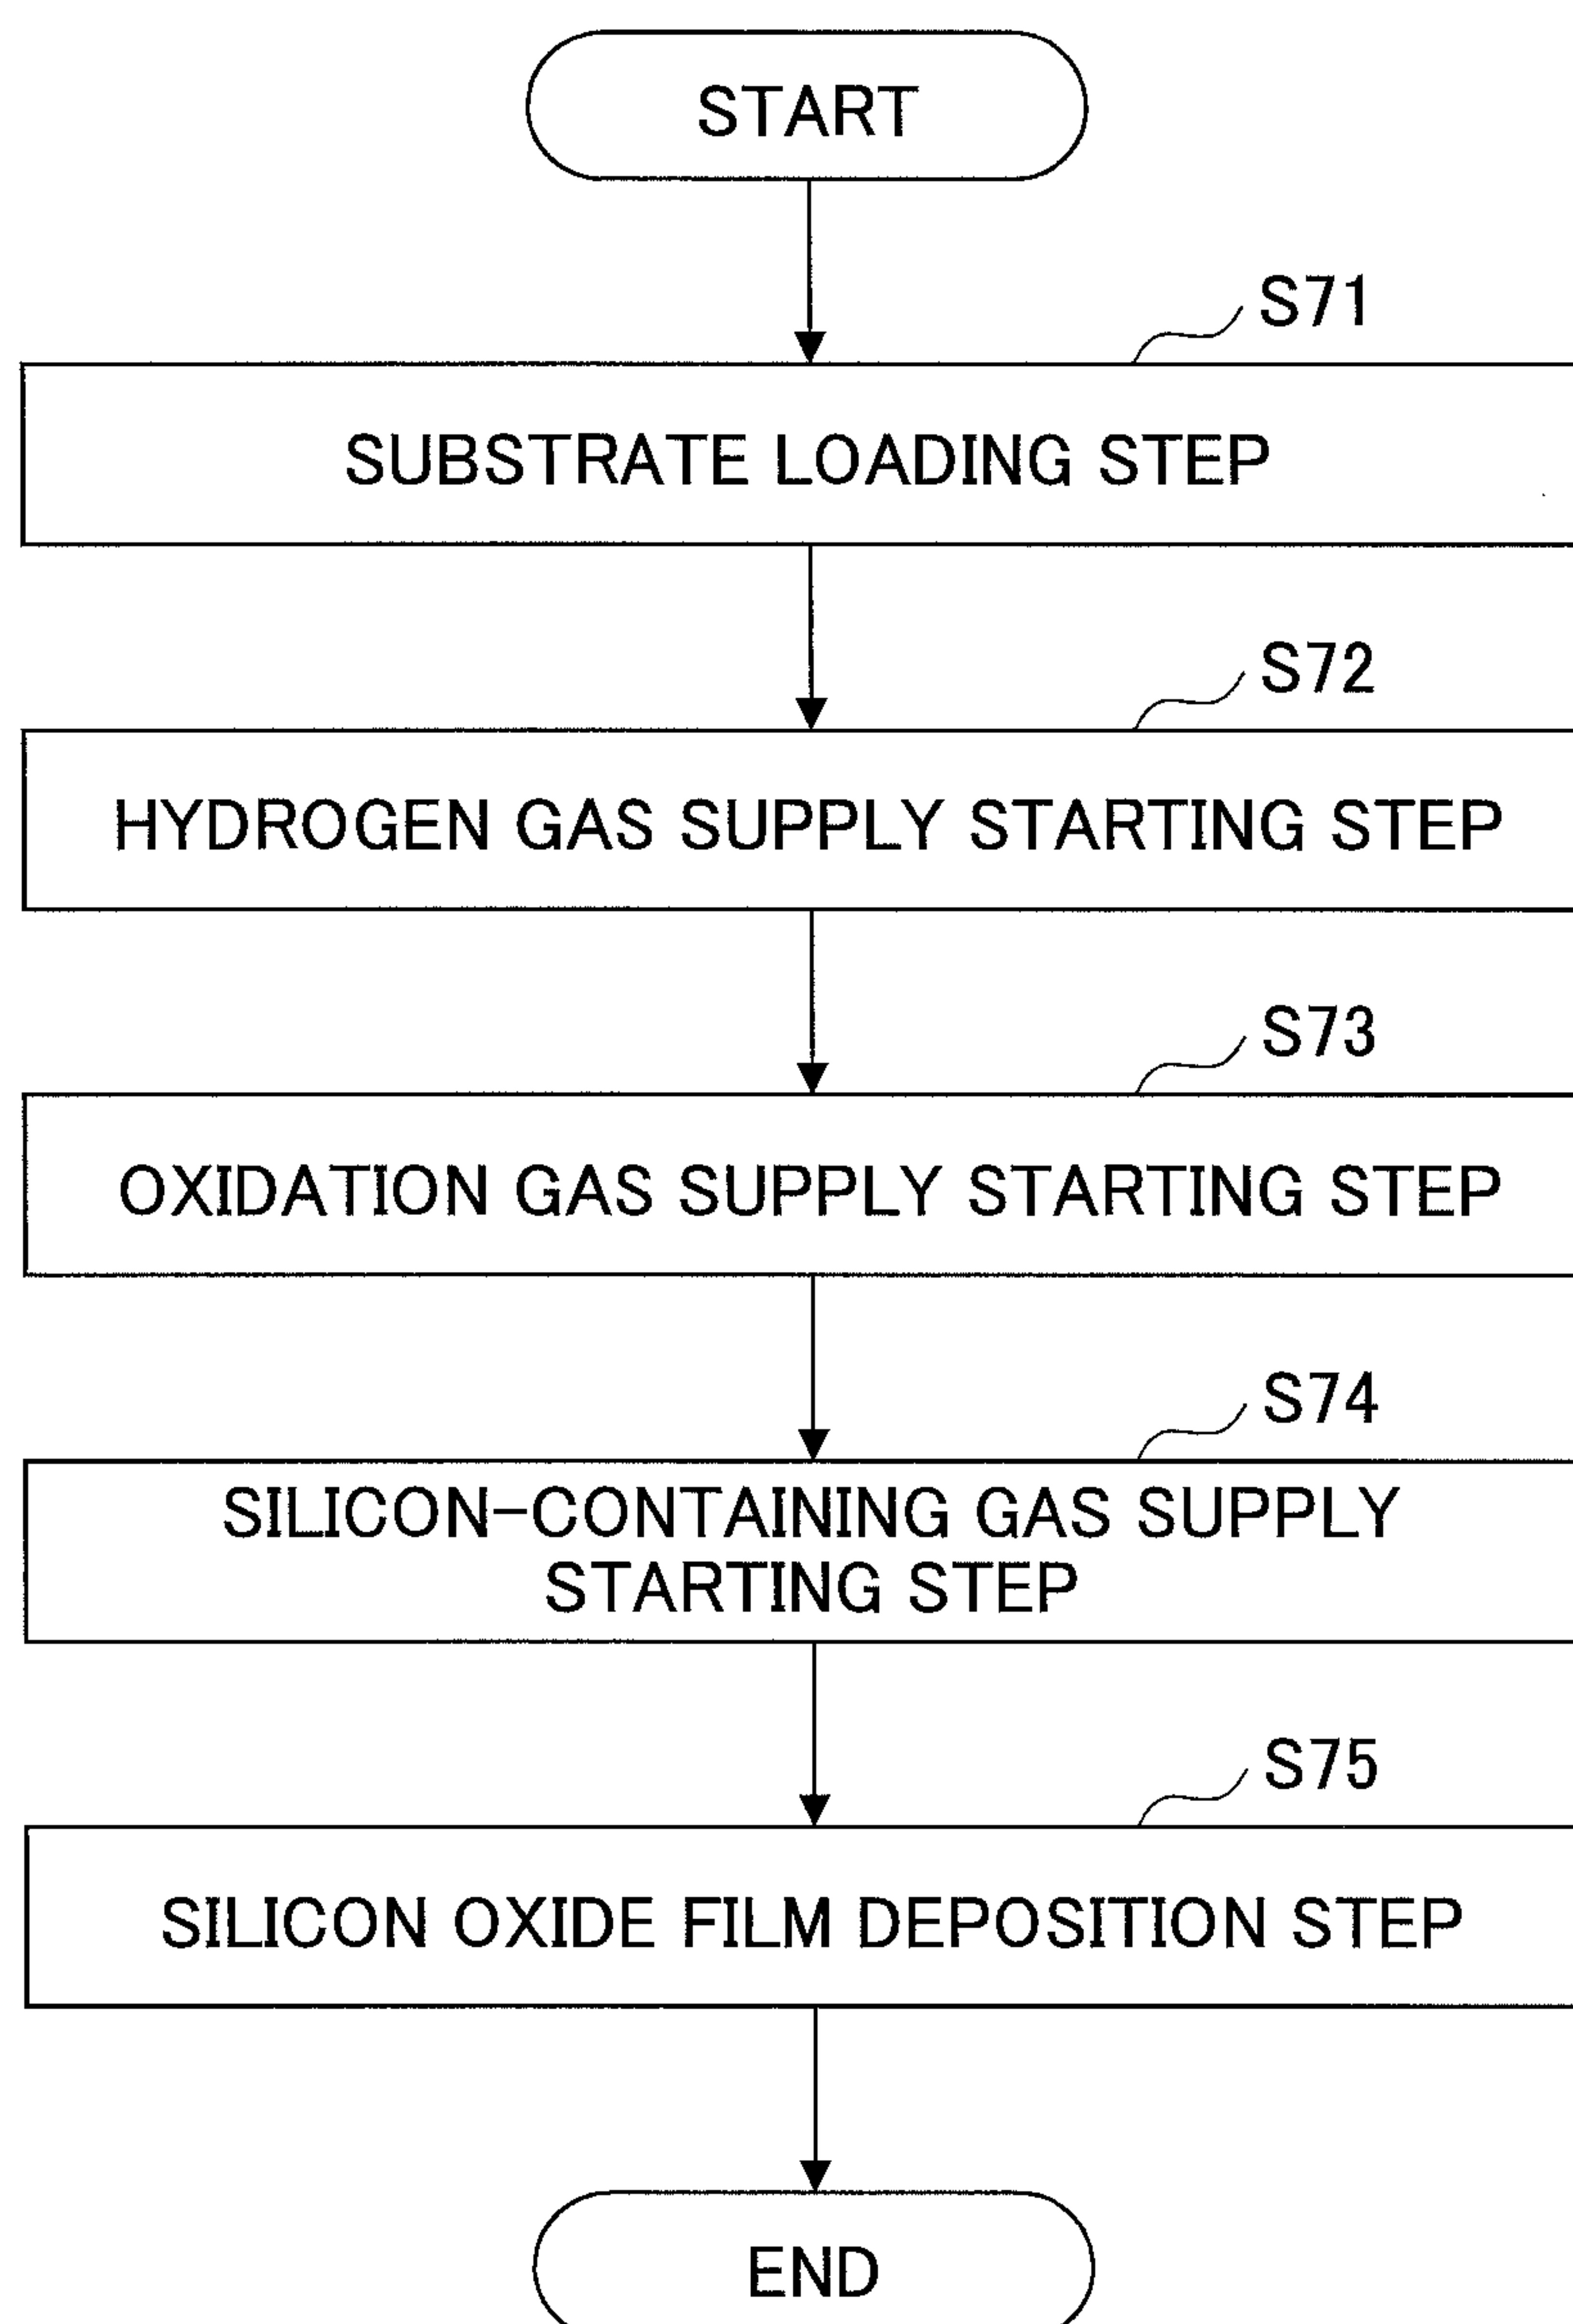 START
S71
SUBSTRATE LOADING STEP
S72
HYDROGEN GAS SUPPLY STARTING STEP
S73
OXIDATION GAS SUPPLY STARTING STEP
S74
SILICON-CONTAINING GAS SUPPLY
STARTING STEP
S75
SILICON OXIDE FILM DEPOSITION STEP
END